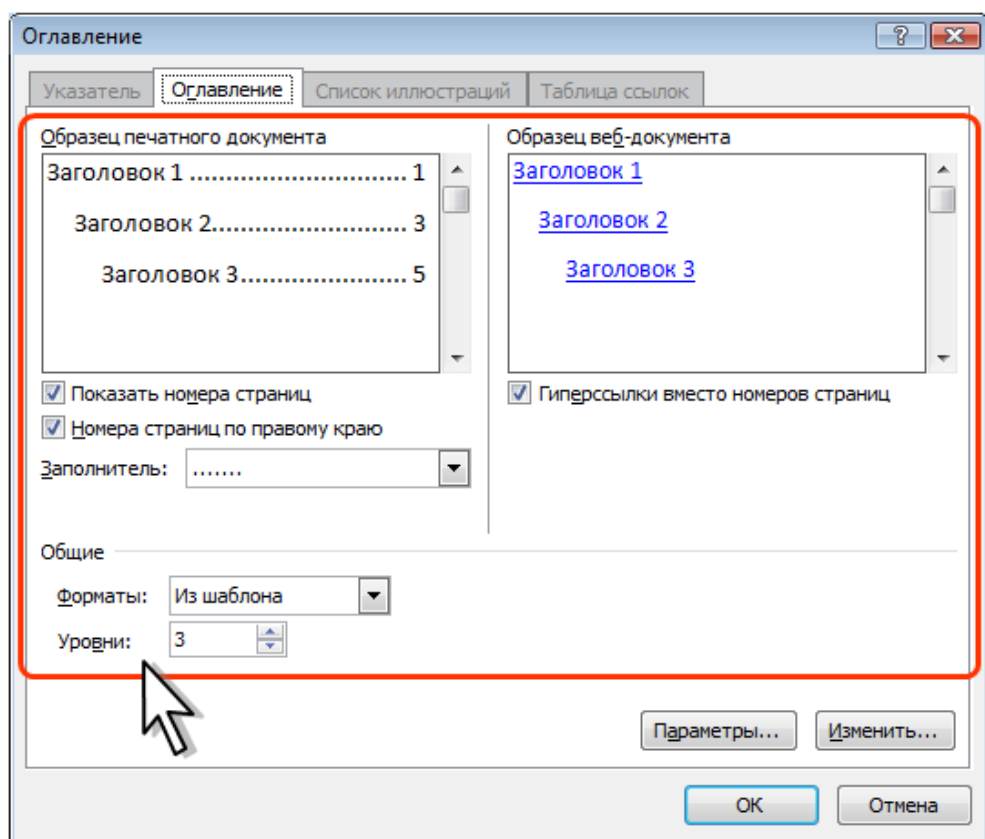 Оглавление
Указатель Оглавление Список иллюстраций Таблица ссылок
Образец печатного документа
Заголовок 1 ............................. 1
Заголовок 2.......................... 3
Заголовок 3...................... 5
Образец веб-документа
Заголовок 1
Заголовок 2
Заголовок 3
Показать номера страниц
Номера страниц по правому краю
Заполнитель: .......
Гиперссылки вместо номеров страниц
Общие
Форматы: Из шаблона
Уровни: 3
Параметры... Изменить...
ОК Отмена